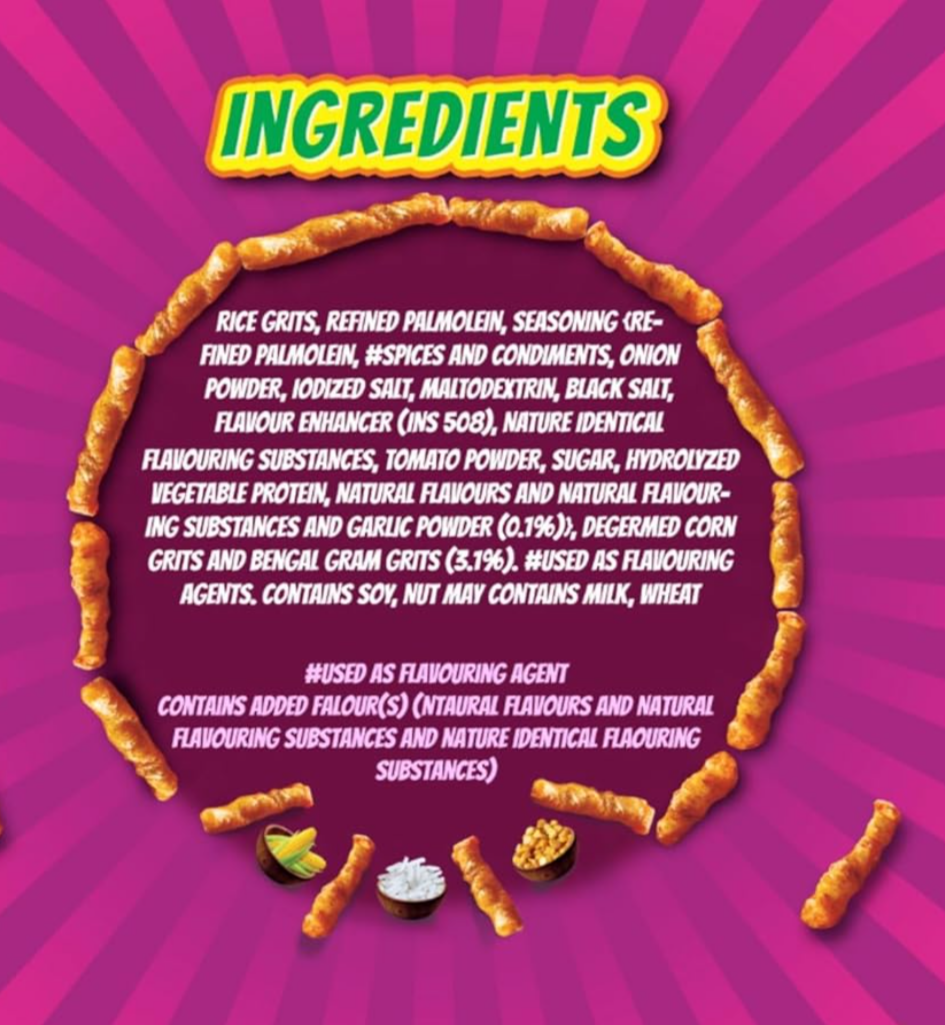 INGREDIENTS
RICE GRITS, REFINED PALMOLEIN, SEASONING {RE-
FINED PALMOLEIN, #SPICES AND CONDIMENTS, ONION
POWDER, IODIZED SALT, MALTODEXTRIN, BLACK SALT,
FLAVOUR ENHANCER (INS 508), NATURE IDENTICAL
FLAVOURING SUBSTANCES, TOMATO POWDER, SUGAR, HYDROLYZED
VEGETABLE PROTEIN, NATURAL FLAVOURS AND NATURAL FLAVOUR-
ING SUBSTANCES AND GARLIC POWDER (0.1%)}, DEGERMED CORN
GRITS AND BENGAL GRAM GRITS (3.1%). #USED AS FLAVOURING
AGENTS. CONTAINS SOY, NUT MAY CONTAINS MILK, WHEAT
#USED AS FLAVOURING AGENT
CONTAINS ADDED FALOUR(S) (NTAURAL FLAVOURS AND NATURAL
FLAVOURING SUBSTANCES AND NATURE IDENTICAL FLAOURING
SUBSTANCES)